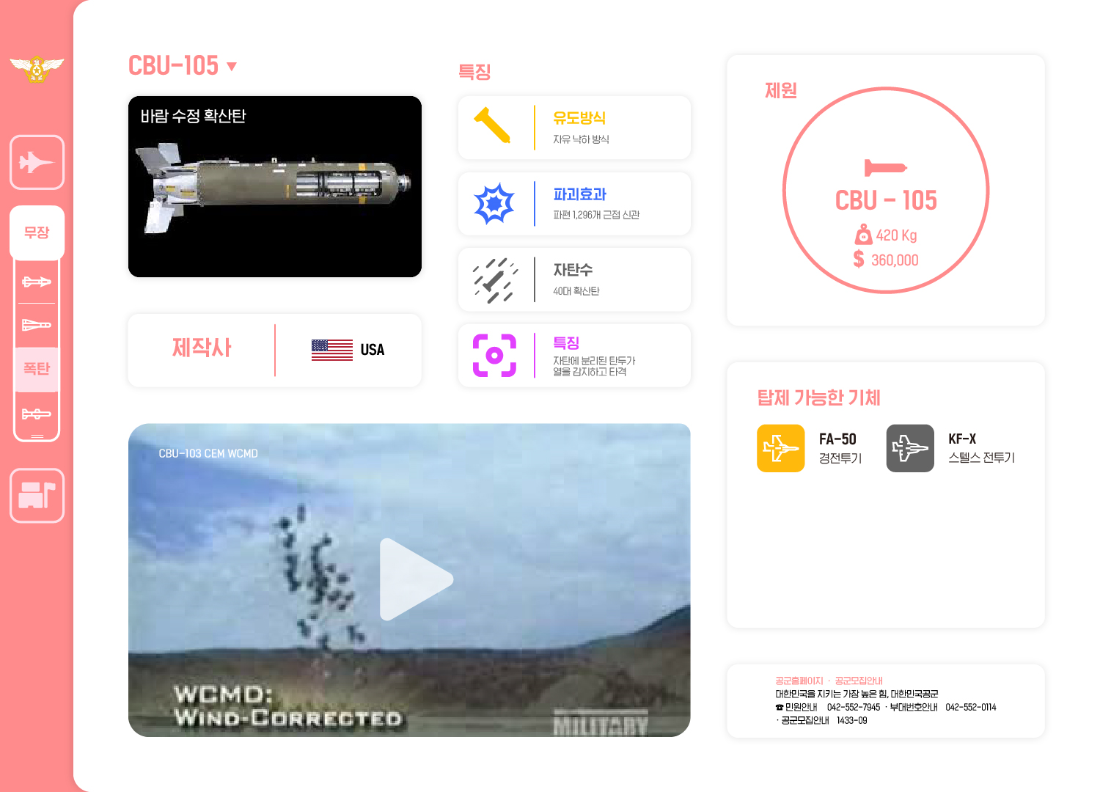 CBU-105 ▼
바람 수정 확산탄
제작사
USA
특징
유도방식
자유 낙하 방식
파괴효과
파편 1,296개 근접 신관
자탄수
40여 확산탄
특징
자탄에 분리된 탄두가
열을 감지하고 타격
CBU-103 CEM WCMD
WCMD:
WIND-CORRECTED
MILITARY
제원
CBU - 105
420 Kg
$ 360,000
탑제 가능한 기체
FA-50
경전투기
KF-X
스텔스 전투기
공군홈페이지 · 공군모집안내
대한민국을 지키는 가장 높은 힘, 대한민국공군
☎ 민원안내 042-552-7945 · 부대번호안내 042-552-0114
· 공군모집안내 1433-09
무장
폭탄